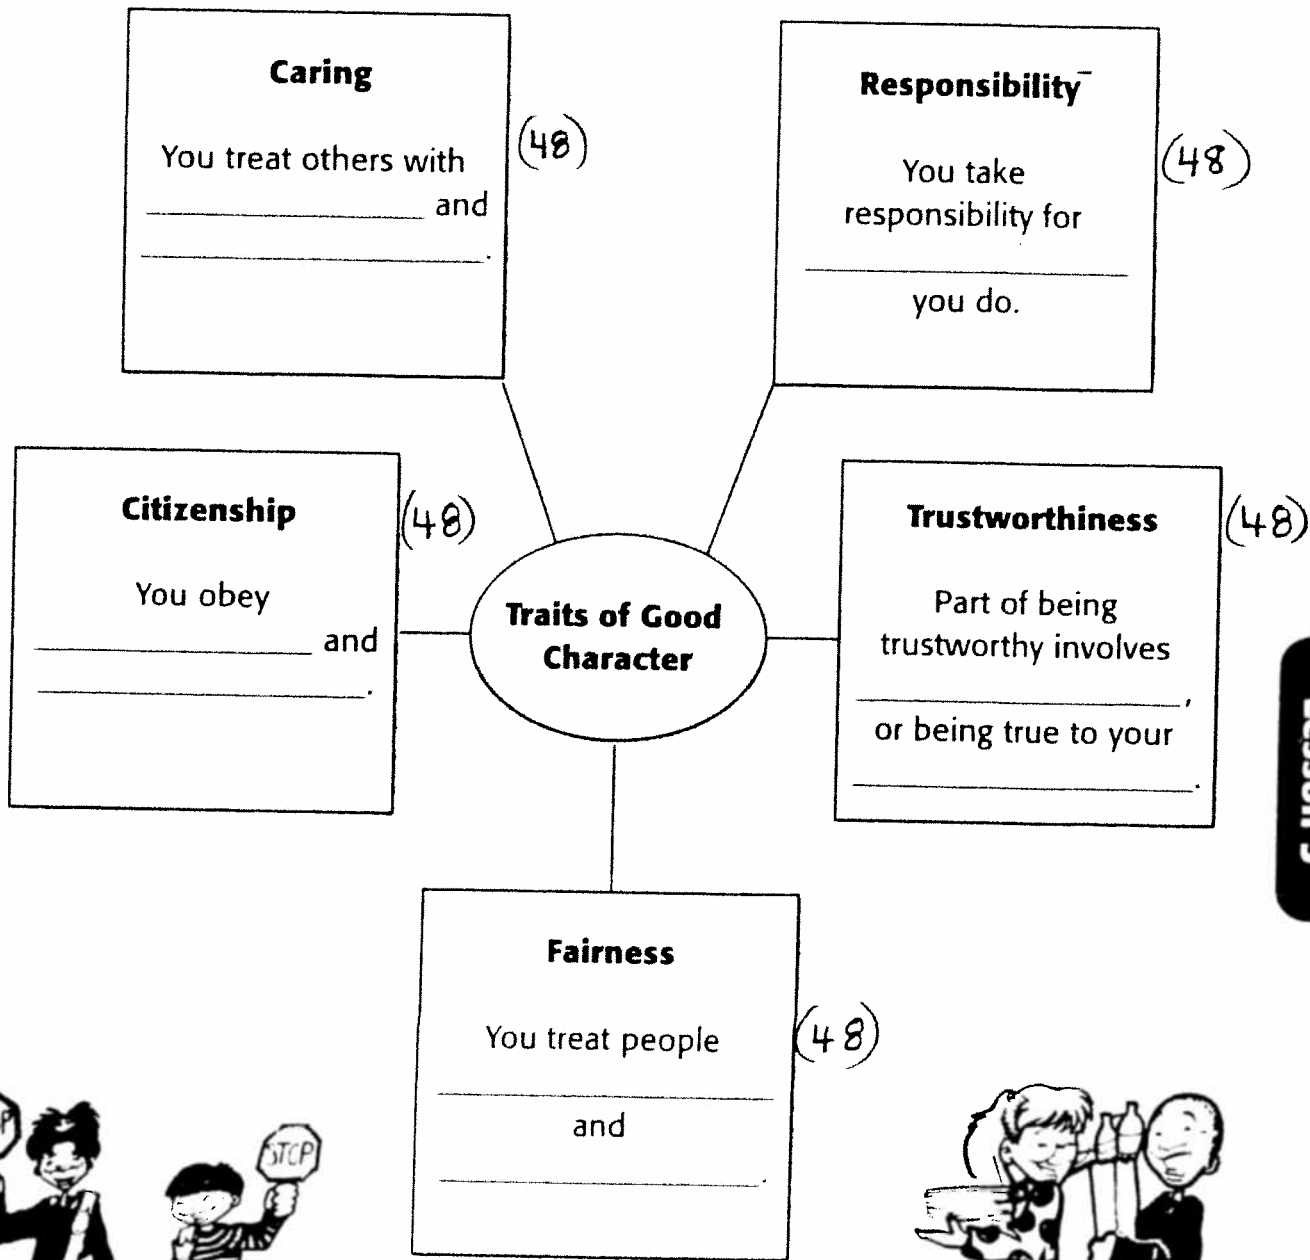 Caring
You treat others with
and
.
(48)
Responsibility
You take
responsibility for
you do.
(48)
Citizenship
You obey
and
.
(48)
Traits of Good
Character
Trustworthiness
Part of being
trustworthy involves
,
or being true to your
.
(48)
Fairness
You treat people
and
.
(48)
STOP